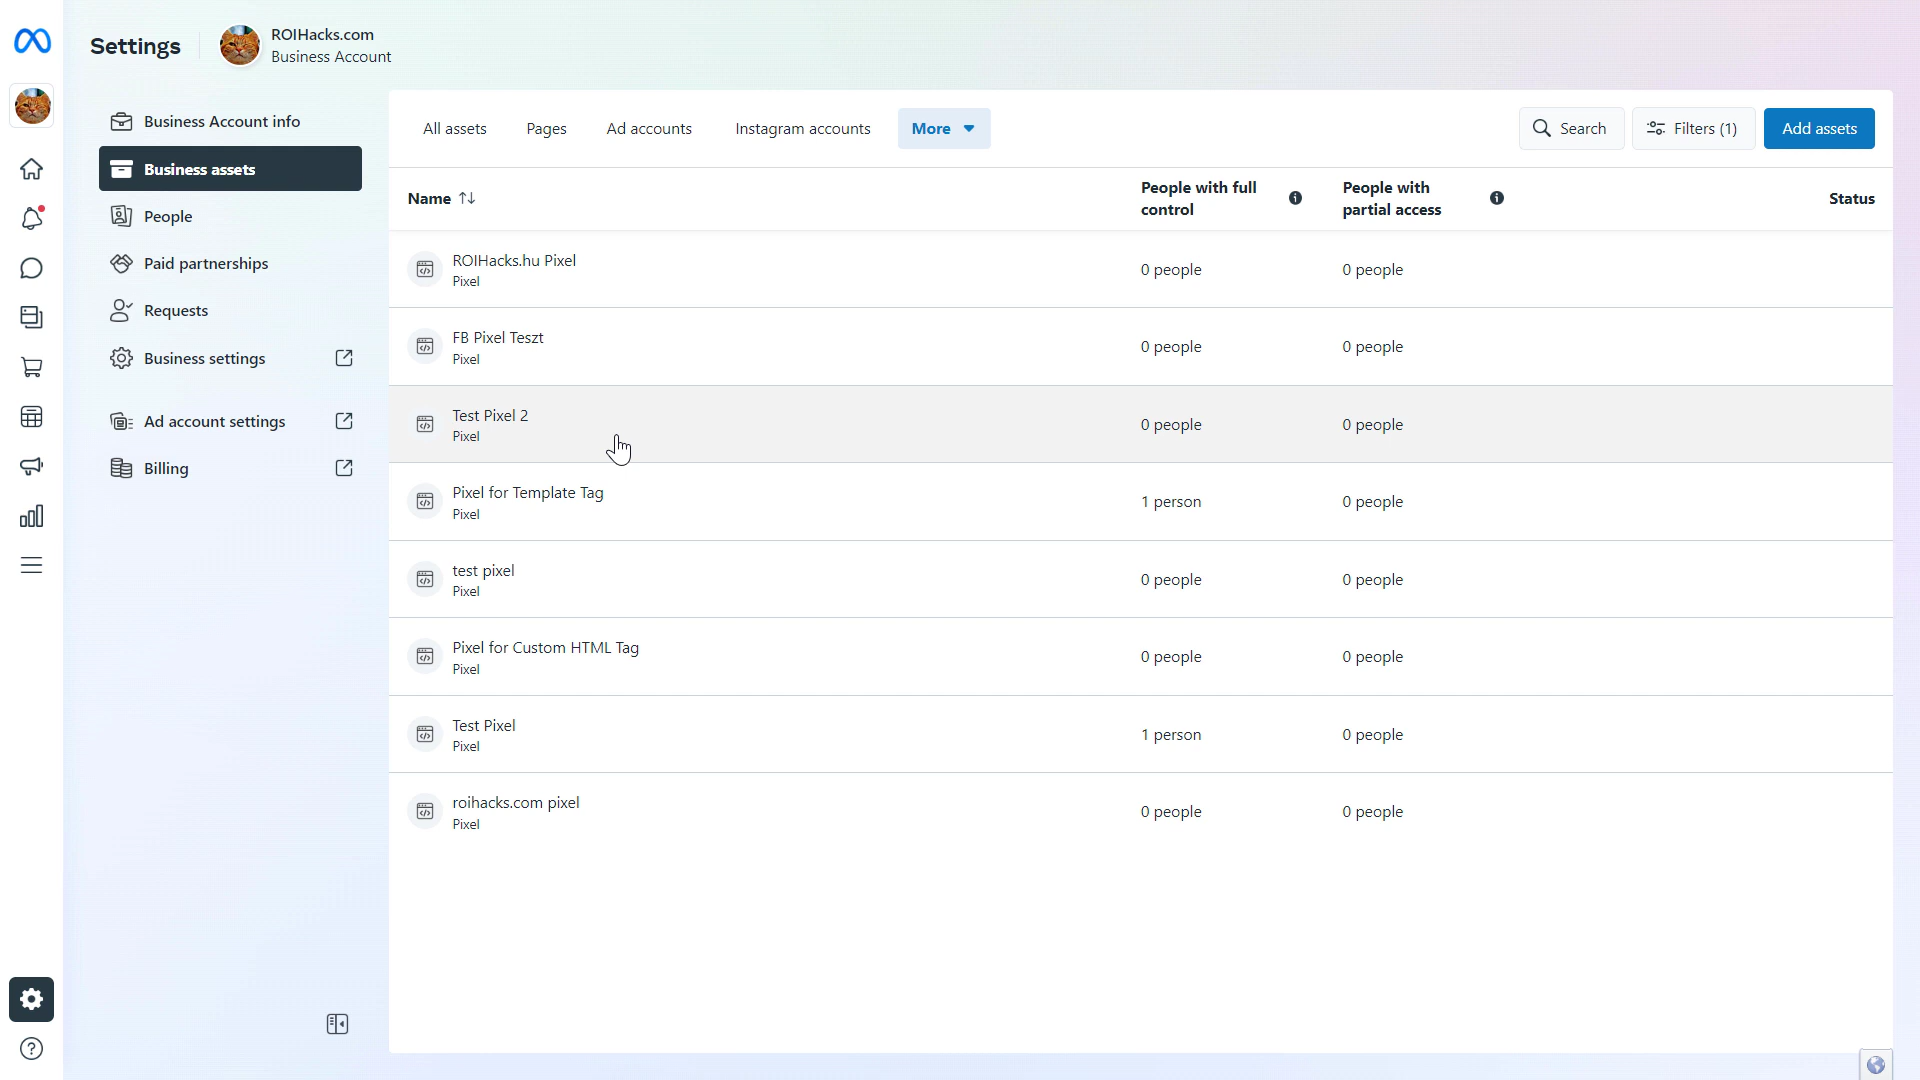 Settings
ROIHacks.com
Business Account
Business Account info
Business assets
People
Paid partnerships
Requests
Business settings
Ad account settings
Billing
All assets
Pages
Ad accounts
Instagram accounts
More
Search
Filters (1)
Add assets
Name
People with full
control
People with
partial access
Status
ROIHacks.hu Pixel
Pixel
0 people
0 people
FB Pixel Teszt
Pixel
0 people
0 people
Test Pixel 2
Pixel
0 people
0 people
Pixel for Template Tag
Pixel
1 person
0 people
test pixel
Pixel
0 people
0 people
Pixel for Custom HTML Tag
Pixel
0 people
0 people
Test Pixel
Pixel
1 person
0 people
roihacks.com pixel
Pixel
0 people
0 people